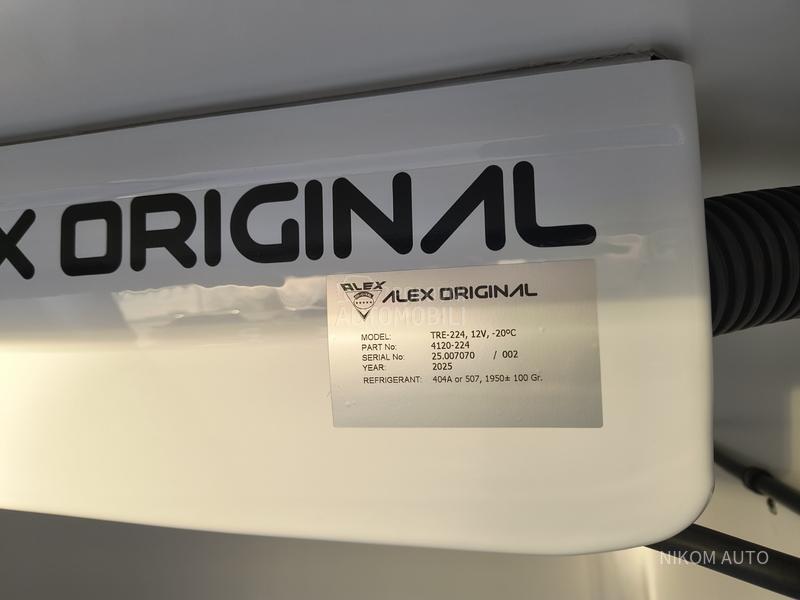 X ORIGINAL
ALEX
ALEX ORIGINAL
AUTOMOBILI
MODEL: TRE-224, 12V, -20ºC
PART No: 4120-224
SERIAL No: 25.007070 / 002
YEAR: 2025
REFRIGERANT: 404A or 507, 1950± 100 Gr.
NIKOM AUTO